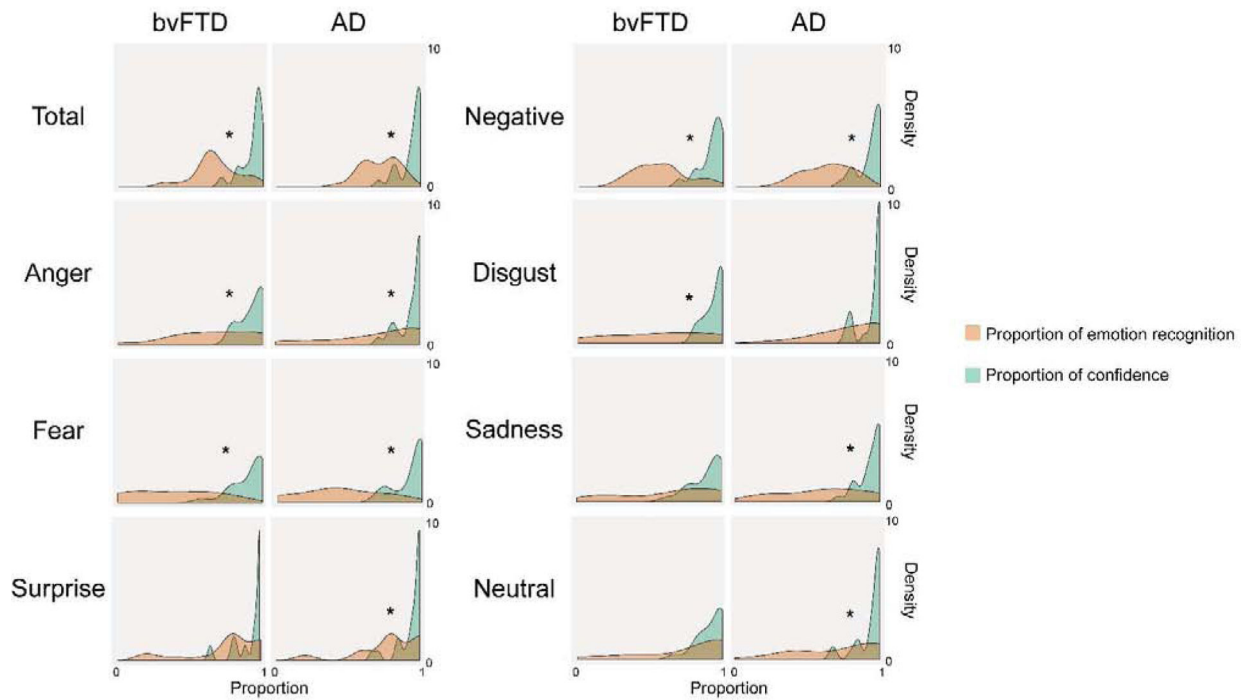 bvFTD AD bvFTD AD
Total * * 10 0 Negative * * 10 0 Density
Anger * * 10 0 Disgust * 10 0 Density
Proportion of emotion recognition
Proportion of confidence
Fear * * 10 0 Sadness * 10 0 Density
Surprise * 10 0 Neutral * 10 0 Density
0 1 0 1 0 1 0 1
Proportion Proportion